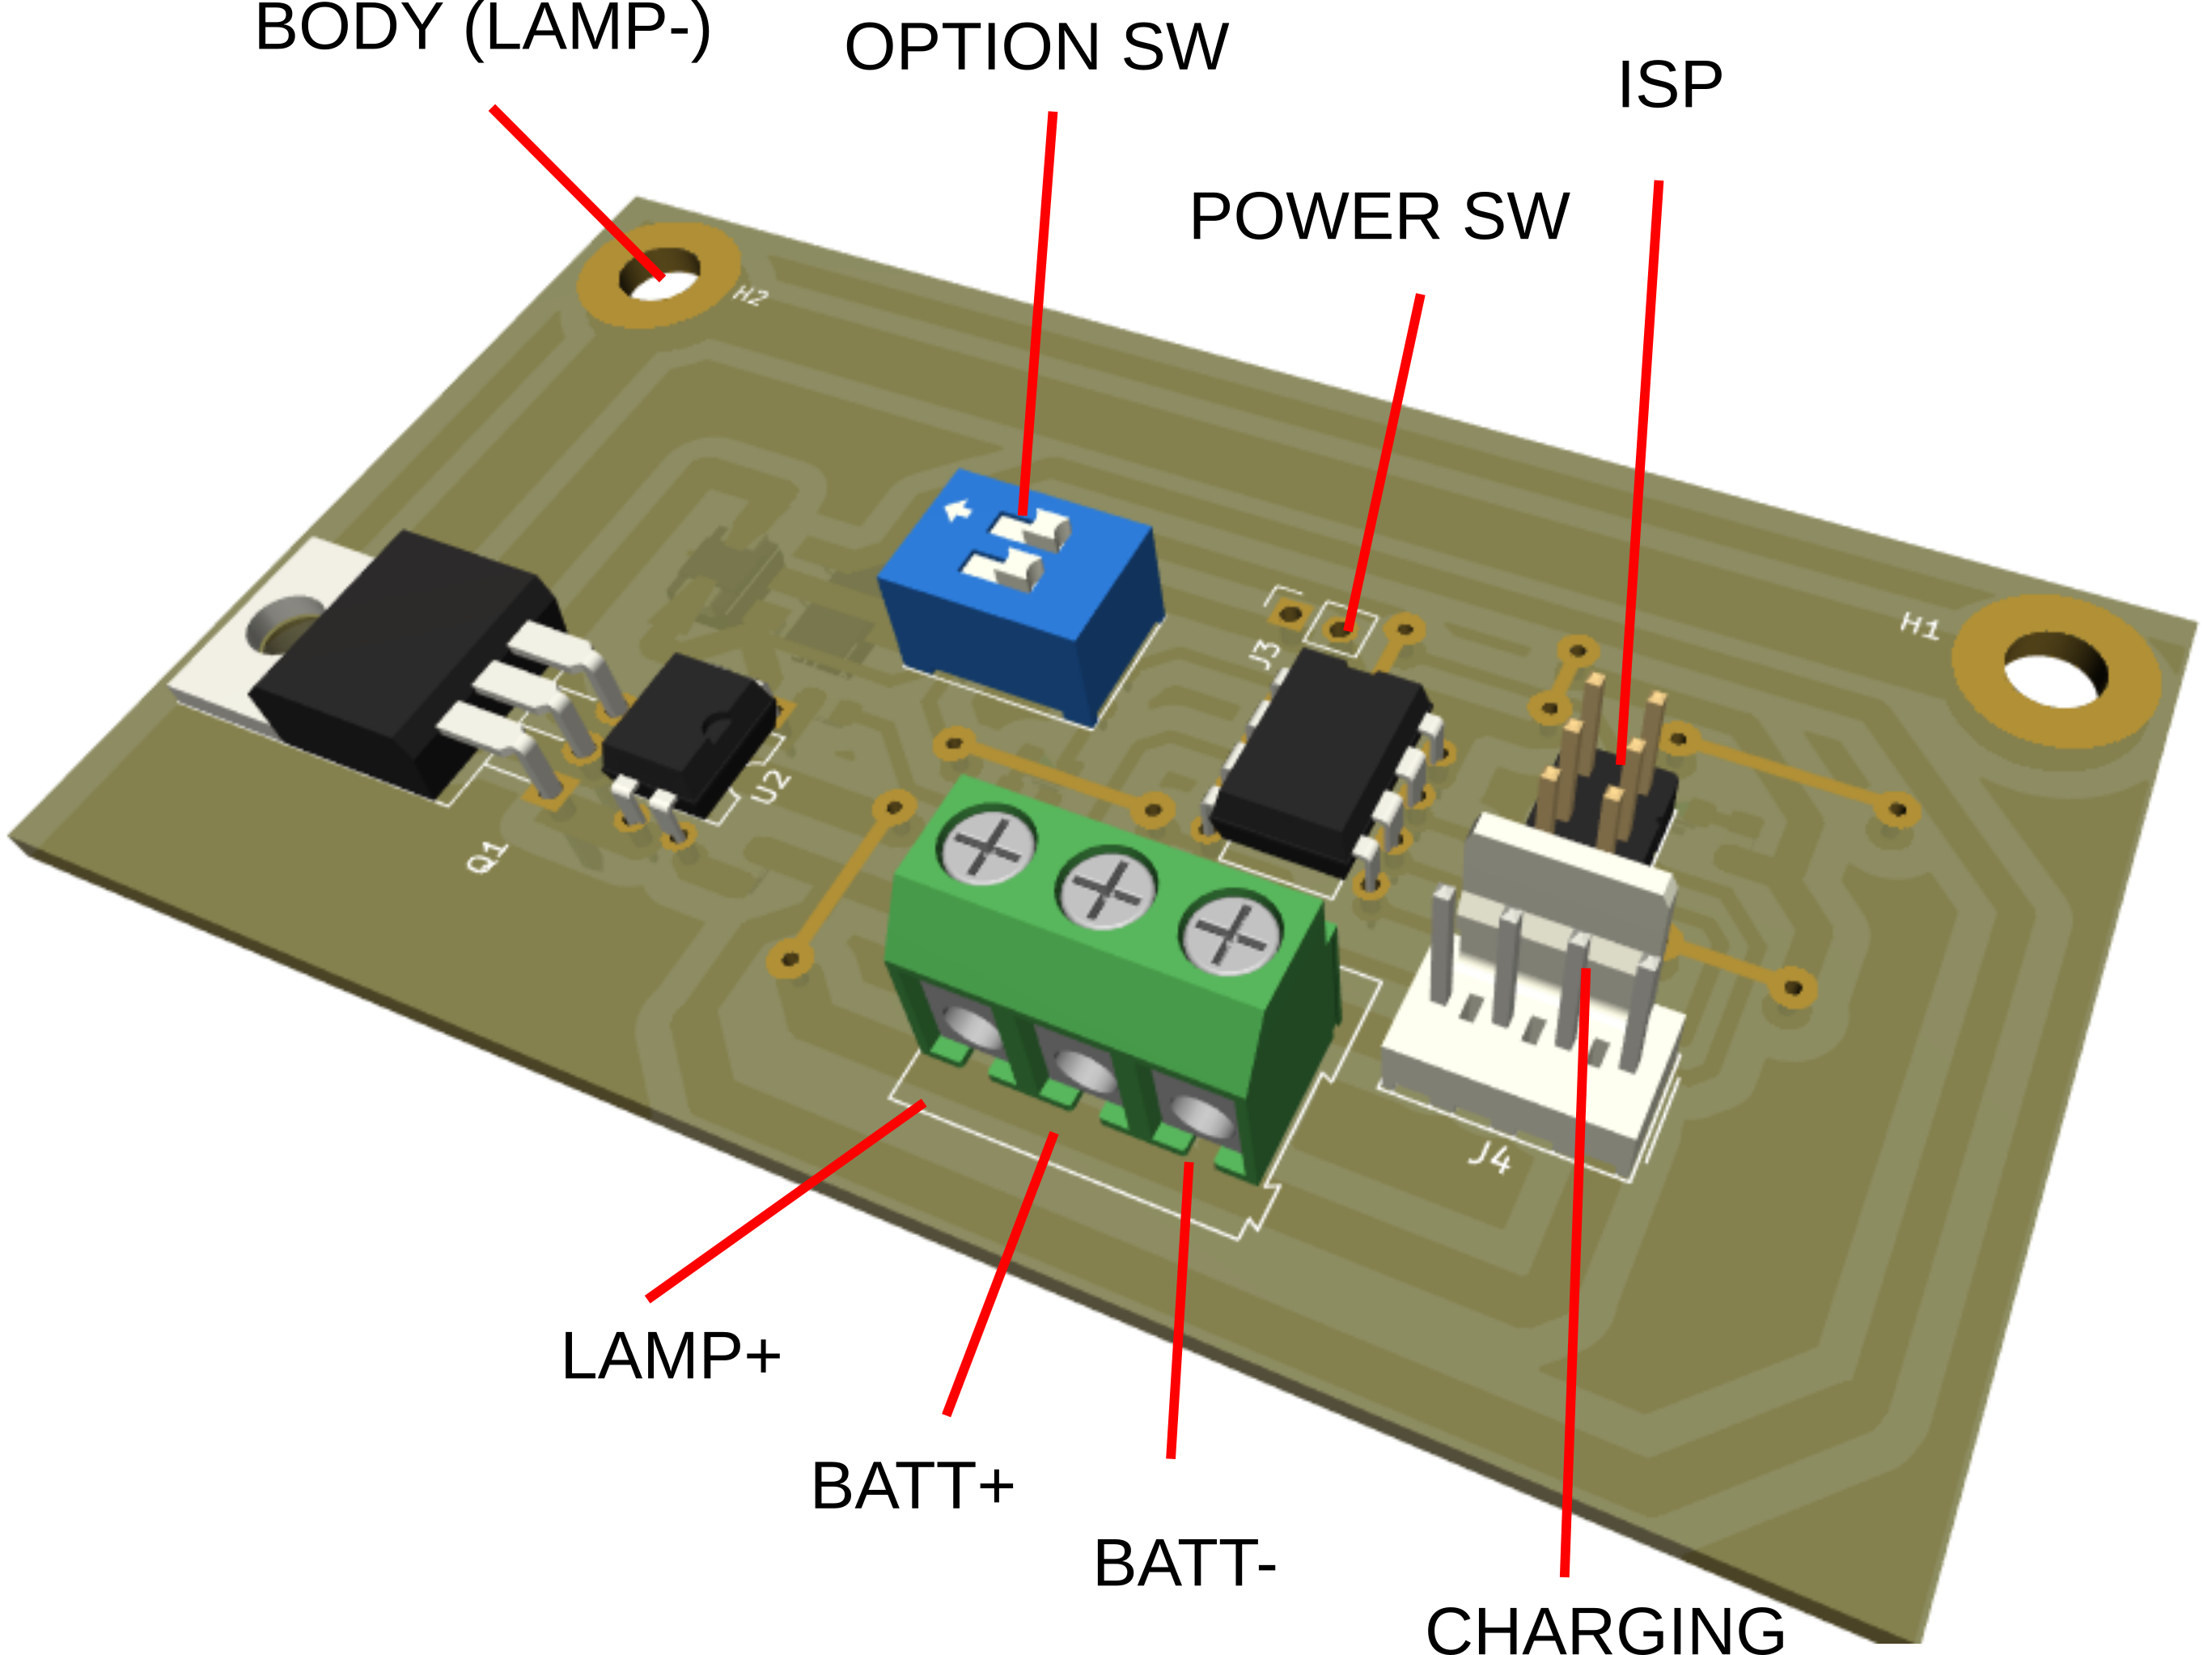 BODY (LAMP-)
OPTION SW
ISP
POWER SW
H2
H1
J3
U2
Q1
J4
LAMP+
BATT+
BATT-
CHARGING